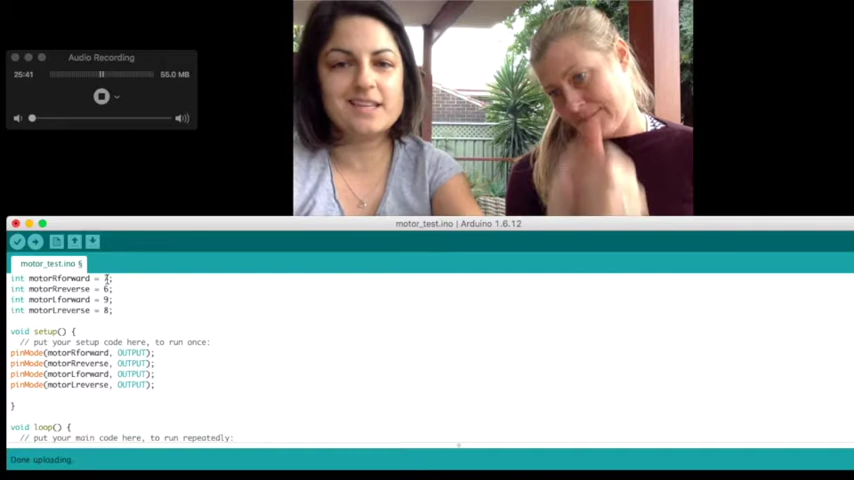 Audio Recording
25:41
55.0 MB
motor_test.ino | Arduino 1.6.12
motor_test.ino §
int motorRforward = ;
int motorRreverse = 6;
int motorLforward = 9;
int motorLreverse = 8;
void setup() {
// put your setup code here, to run once:
pinMode(motorRforward, OUTPUT);
pinMode(motorRreverse, OUTPUT);
pinMode(motorLforward, OUTPUT);
pinMode(motorLreverse, OUTPUT);
}
void loop() {
// put your main code here, to run repeatedly:
Done uploading.